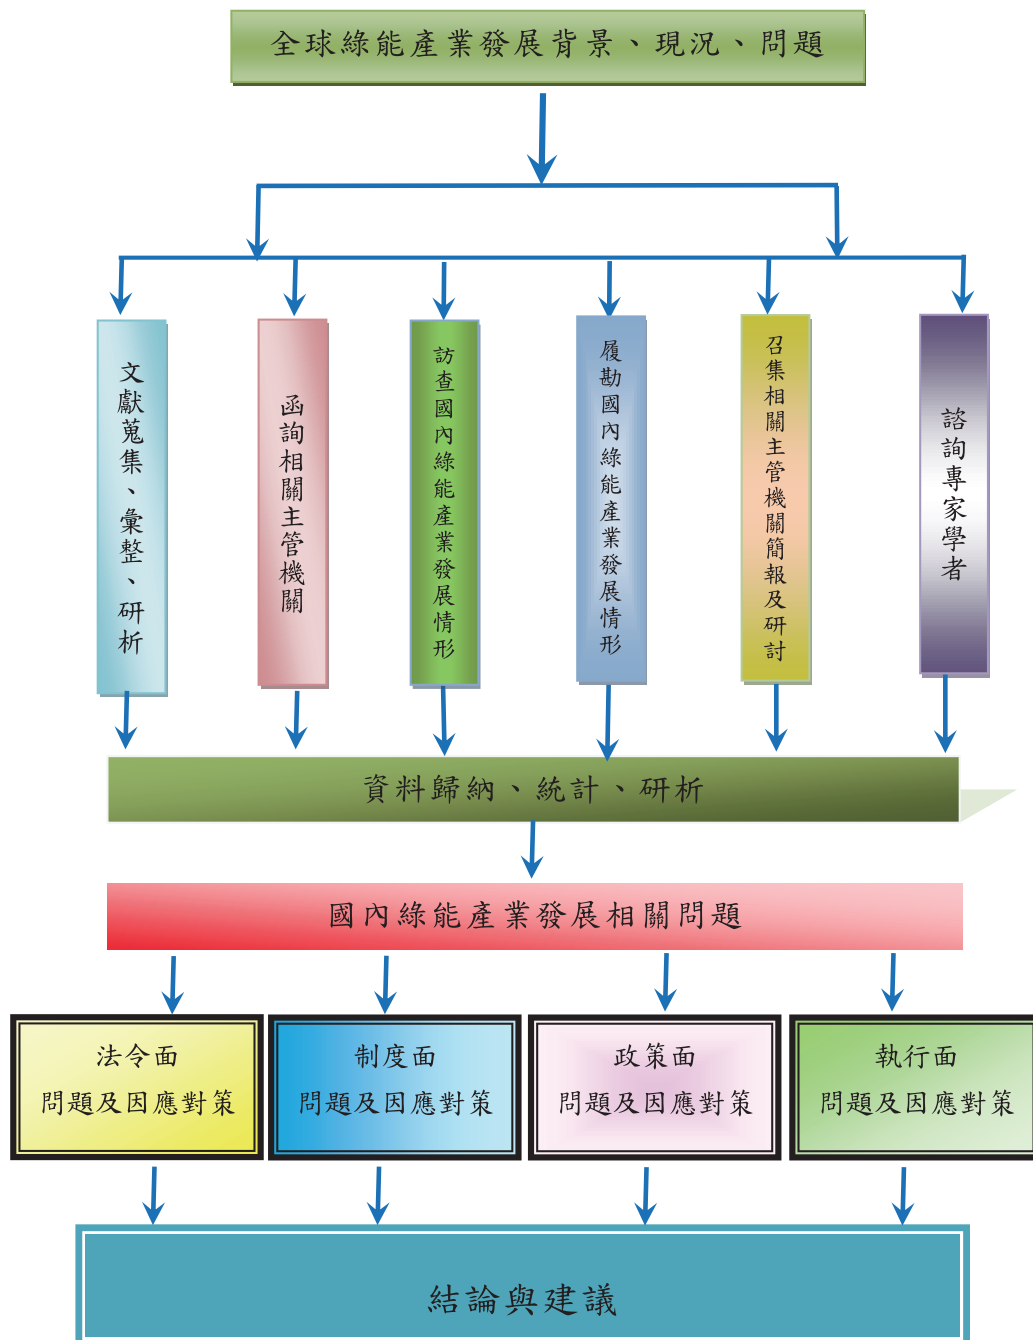 全球綠能產業發展背景、現況、問題
文獻蒐集、彙整、研析
函詢相關主管機關
訪查國內綠能產業發展情形
履勘國內綠能產業發展情形
召集相關主管機關簡報及研討
諮詢專家學者
資料歸納、統計、研析
國內綠能產業發展相關問題
法令面
問題及因應對策
制度面
問題及因應對策
政策面
問題及因應對策
執行面
問題及因應對策
結論與建議